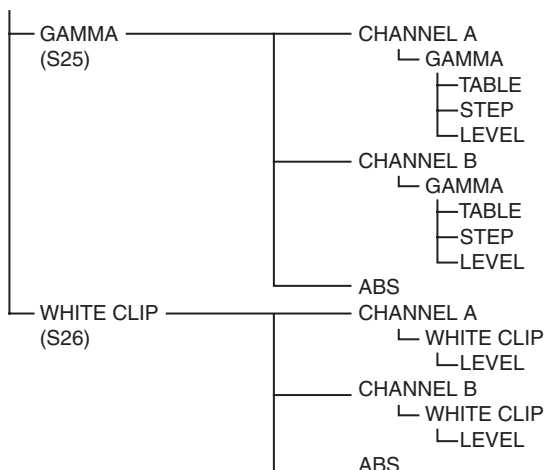 GAMMA
(S25)
CHANNEL A
GAMMA
TABLE
STEP
LEVEL
CHANNEL B
GAMMA
TABLE
STEP
LEVEL
ABS
WHITE CLIP
(S26)
CHANNEL A
WHITE CLIP
LEVEL
CHANNEL B
WHITE CLIP
LEVEL
ABS